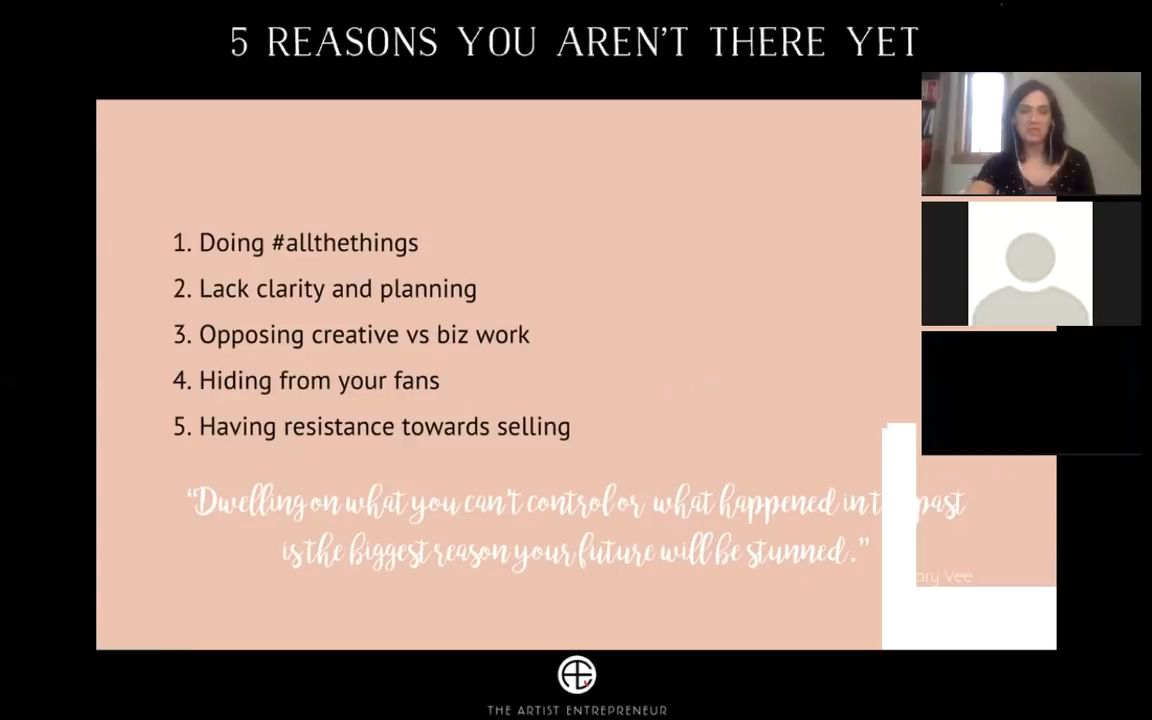 5 REASONS YOU AREN'T THERE YET
1. Doing #allthethings
2. Lack clarity and planning
3. Opposing creative vs biz work
4. Hiding from your fans
5. Having resistance towards selling
“Dwelling on what you can't control or what happened in past
is the biggest reason your future will be stunned.”
Vee
THE ARTIST ENTREPRENEUR